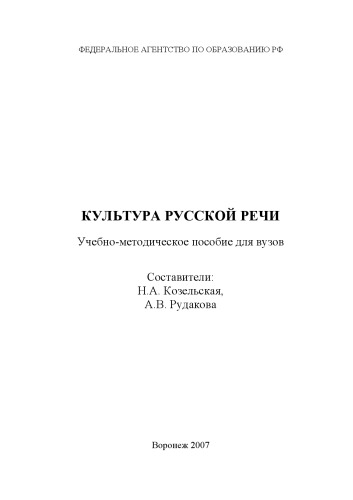 ФЕДЕРАЛЬНОЕ АГЕНТСТВО ПО ОБРАЗОВАНИЮ РФ
КУЛЬТУРА РУССКОЙ РЕЧИ
Учебно-методическое пособие для вузов
Составители:
Н.А. Козельская,
А.В. Рудакова
Воронеж 2007